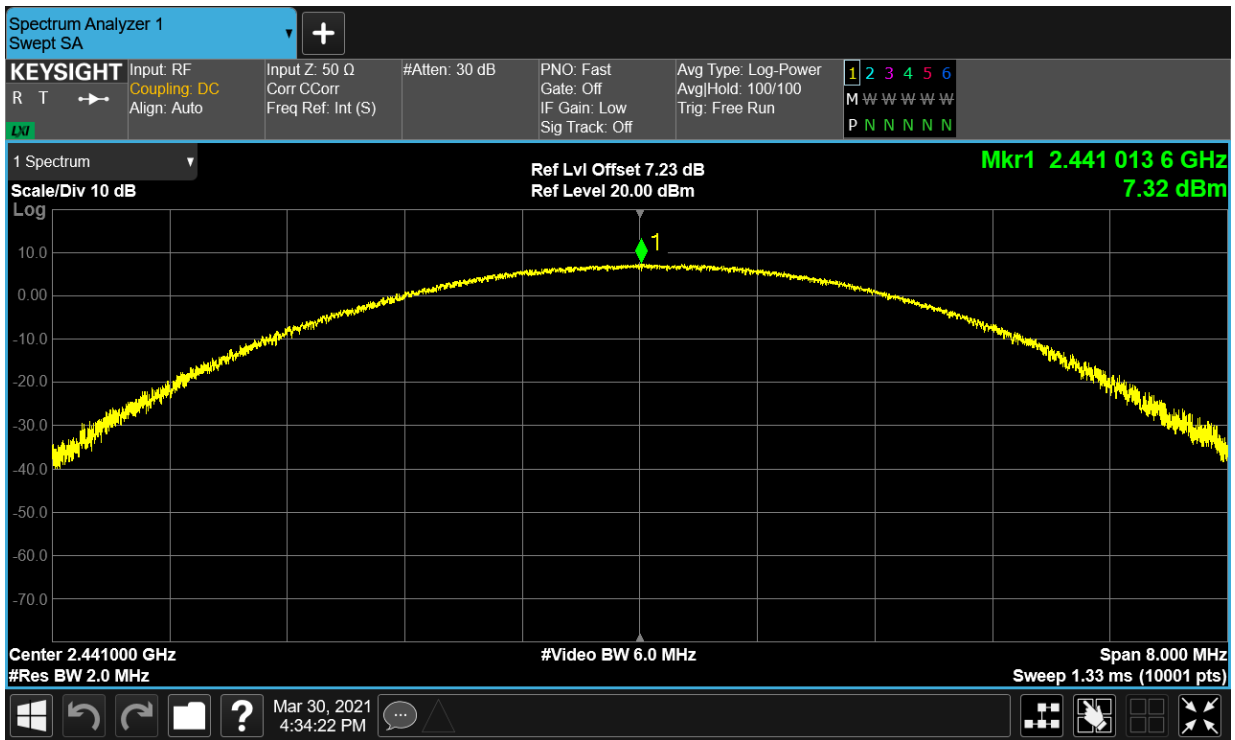 Spectrum Analyzer 1
Swept SA
KEYSIGHT
R T
LXI
Input: RF
Coupling: DC
Align: Auto
Input Z: 50 Ω
Corr CCorr
Freq Ref: Int (S)
#Atten: 30 dB
PNO: Fast
Gate: Off
IF Gain: Low
Sig Track: Off
Avg Type: Log-Power
Avg|Hold: 100/100
Trig: Free Run
1 2 3 4 5 6
M W W W W W
P N N N N N
1 Spectrum
Scale/Div 10 dB
Log
Ref Lvl Offset 7.23 dB
Ref Level 20.00 dBm
Mkr1 2.441 013 6 GHz
7.32 dBm
1
10.0
0.00
-10.0
-20.0
-30.0
-40.0
-50.0
-60.0
-70.0
Center 2.441000 GHz
#Res BW 2.0 MHz
#Video BW 6.0 MHz
Span 8.000 MHz
Sweep 1.33 ms (10001 pts)
?
Mar 30, 2021
4:34:22 PM